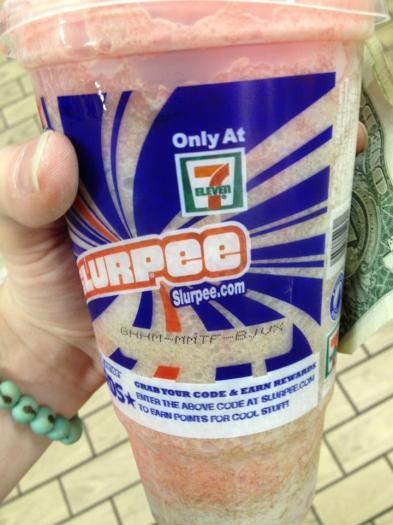 Only At
7
ELEVEN
SLURPEE
Slurpee.com
GHHM-MMTF-BJUX
GRAB YOUR CODE & EARN REWARDS
ENTER THE ABOVE CODE AT SLURPEE.COM
TO EARN POINTS FOR COOL STUFF!